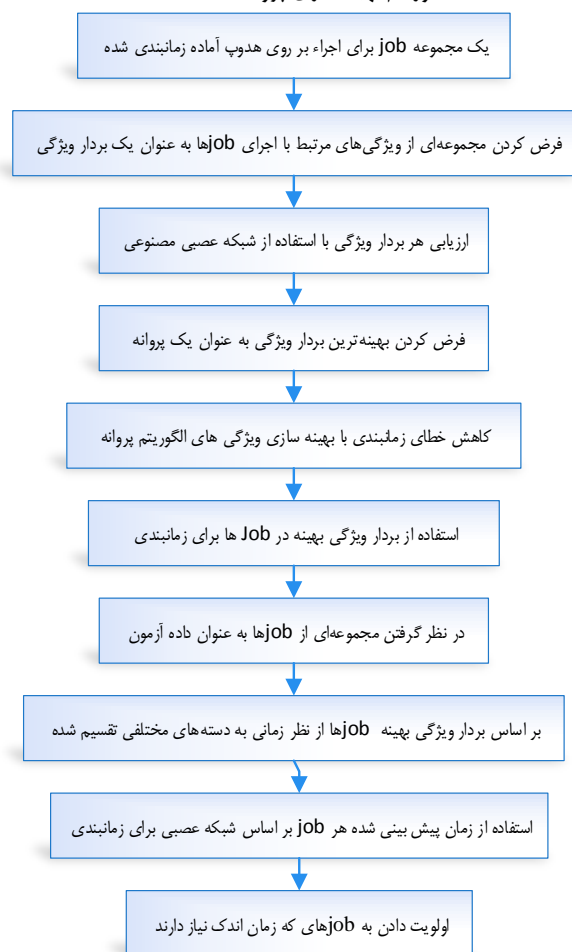 یک مجموعه job برای اجراء بر روی هدوپ آماده زمانبندی شده
فرض کردن مجموعه‌ای از ویژگی‌های مرتبط با اجرای jobها به عنوان یک بردار ویژگی
ارزیابی هر بردار ویژگی با استفاده از شبکه عصبی مصنوعی
فرض کردن بهینه‌ترین بردار ویژگی به عنوان یک پروانه
کاهش خطای زمانبندی با بهینه سازی ویژگی های الگوریتم پروانه
استفاده از بردار ویژگی بهینه در Job ها برای زمانبندی
در نظر گرفتن مجموعه‌ای از jobها به عنوان داده آزمون
بر اساس بردار ویژگی بهینه jobها از نظر زمانی به دسته‌های مختلفی تقسیم شده
استفاده از زمان پیش بینی شده هر job بر اساس شبکه عصبی برای زمانبندی
اولویت دادن به jobهای که زمان اندک نیاز دارند